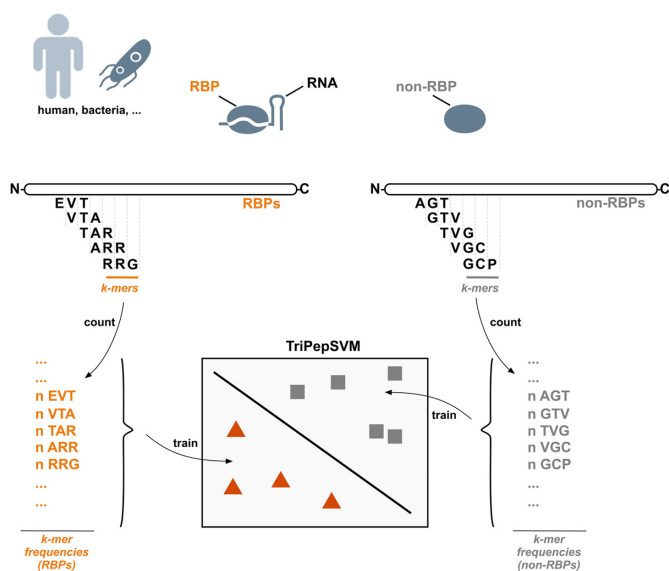 RBP
RNA
non-RBP
human, bacteria, ...
N
C
RBPs
EVT
VTA
TAR
ARR
RRG
k-mers
count
N
C
non-RBPs
AGT
GTV
TVG
VGC
GCP
k-mers
count
TriPepSVM
train
train
...
...
n EVT
n VTA
n TAR
n ARR
n RRG
...
...
k-mer
frequencies
(RBPs)
...
...
n AGT
n GTV
n TVG
n VGC
n GCP
...
...
k-mer
frequencies
(non-RBPs)